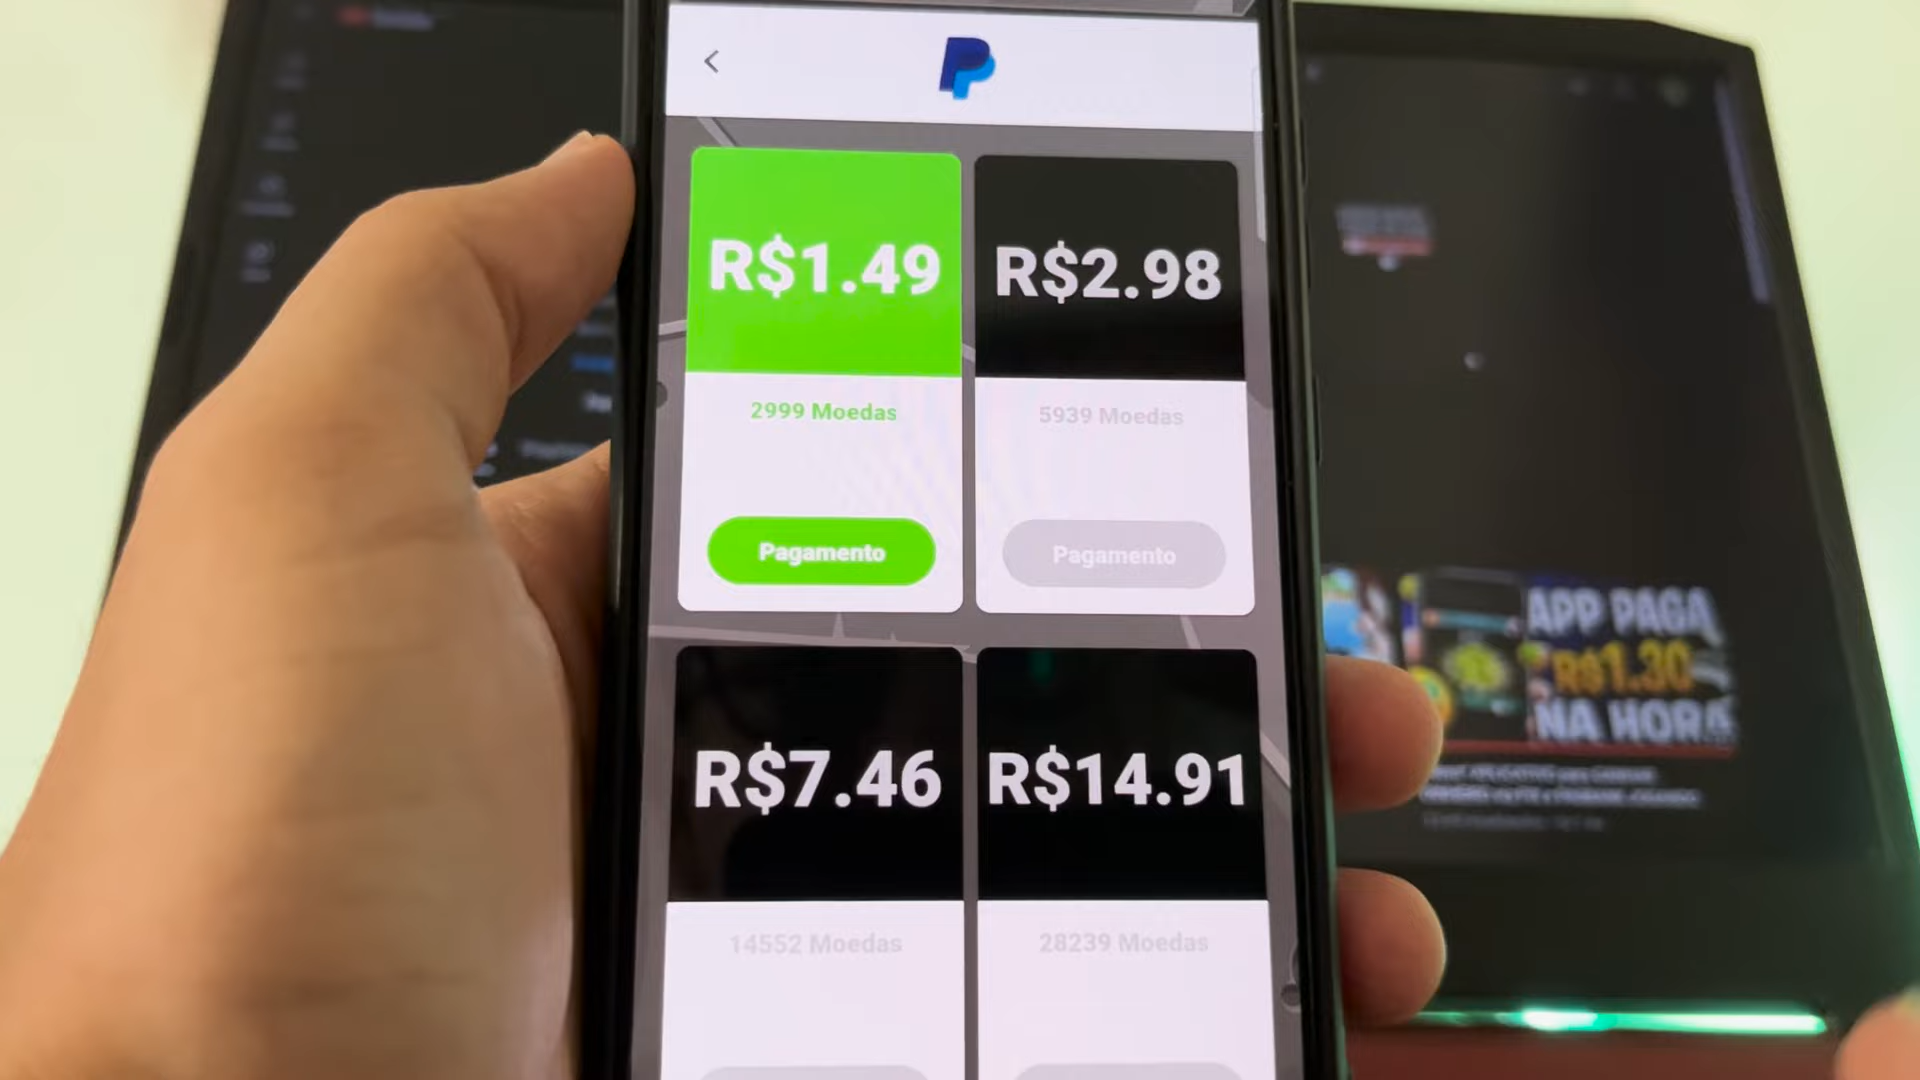 R$1.49
R$2.98
2999 Moedas
5939 Moedas
Pagamento
Pagamento
R$7.46
R$14.91
14552 Moedas
28239 Moedas
APP PAGA
R$1.30
NA HORA